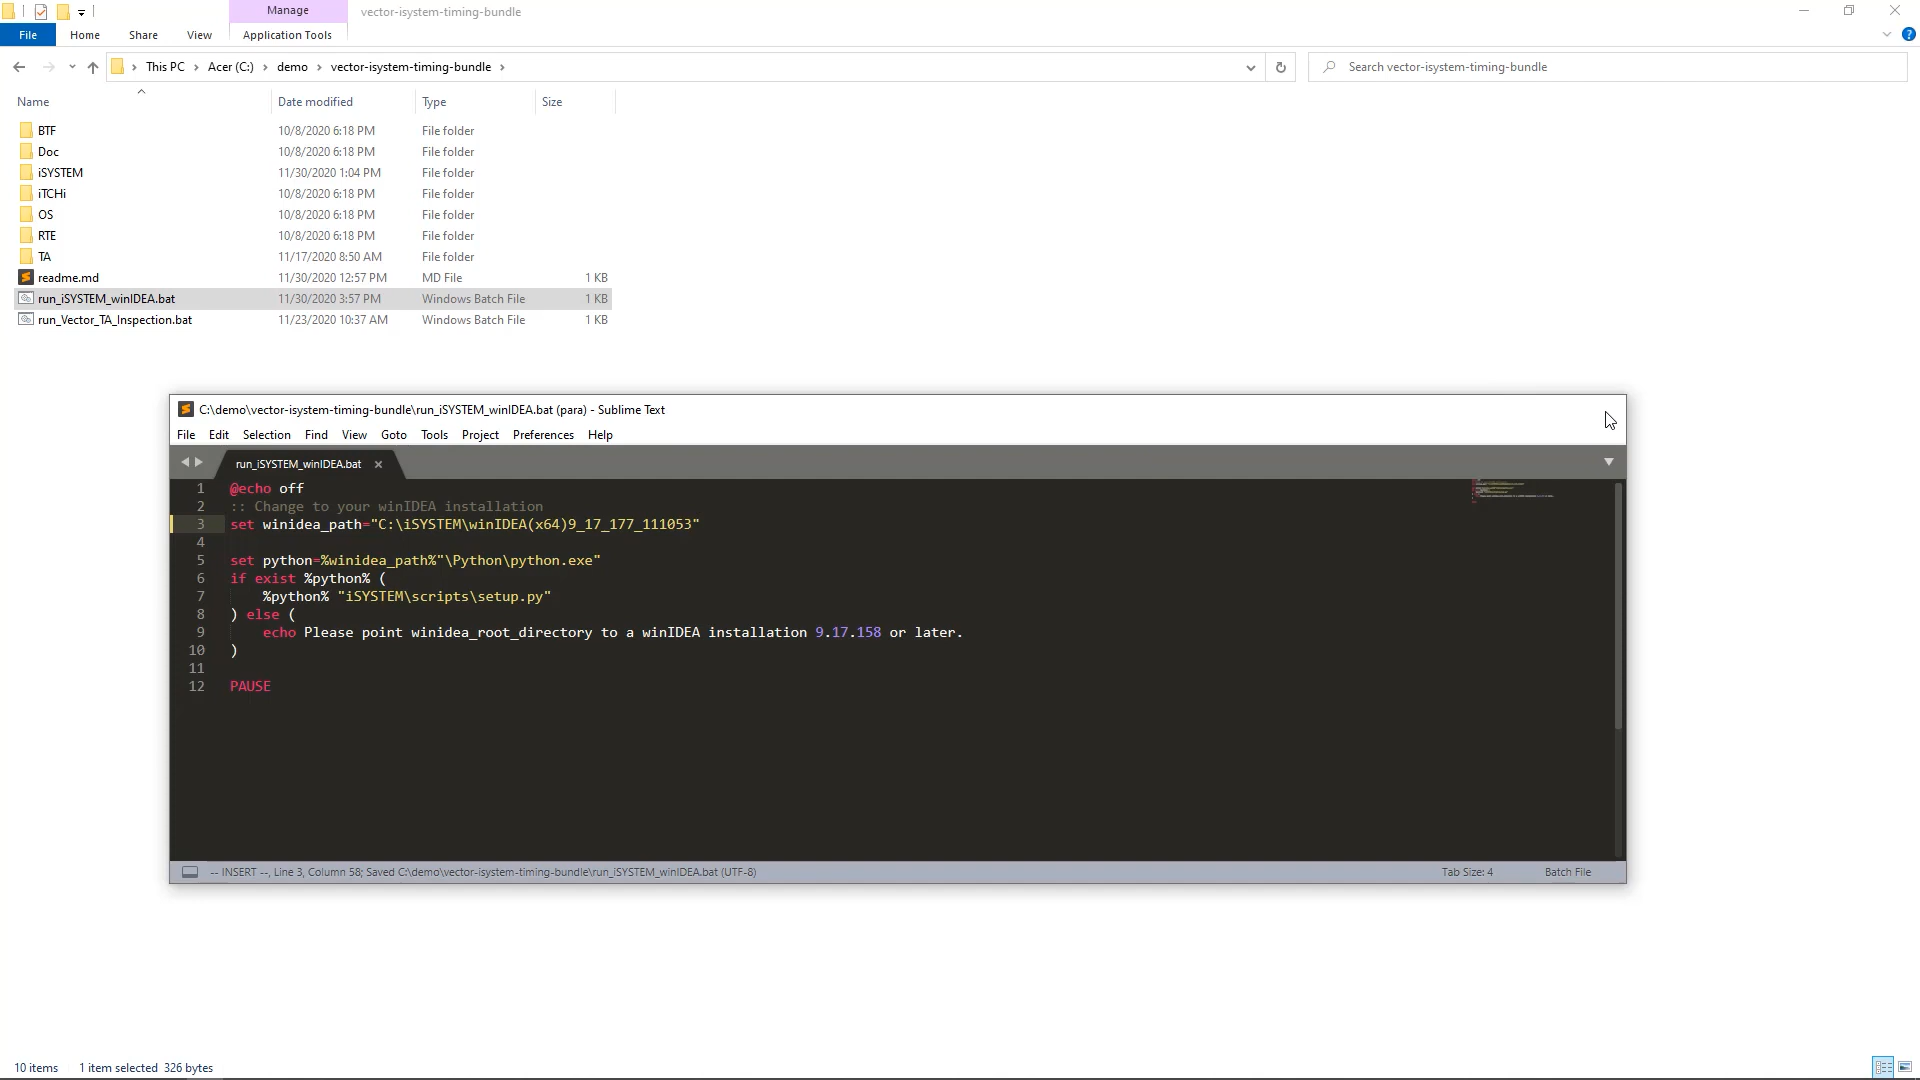 Manage
vector-isystem-timing-bundle
File
Home
Share
View
Application Tools
This PC
Acer (C:)
demo
vector-isystem-timing-bundle
Search vector-isystem-timing-bundle
Name
Date modified
Type
Size
BTF 10/8/2020 6:18 PM File folder
Doc 10/8/2020 6:18 PM File folder
iSYSTEM 11/30/2020 1:04 PM File folder
iTCHi 10/8/2020 6:18 PM File folder
OS 10/8/2020 6:18 PM File folder
RTE 10/8/2020 6:18 PM File folder
TA 11/17/2020 8:50 AM File folder
readme.md 11/30/2020 12:57 PM MD File 1 KB
run_iSYSTEM_winIDEA.bat 11/30/2020 3:57 PM Windows Batch File 1 KB
run_Vector_TA_Inspection.bat 11/23/2020 10:37 AM Windows Batch File 1 KB
C:\demo\vector-isystem-timing-bundle\run_iSYSTEM_winIDEA.bat (para) - Sublime Text
File Edit Selection Find View Goto Tools Project Preferences Help
run_iSYSTEM_winIDEA.bat
1 @echo off
2 :: Change to your winIDEA installation
3 set winidea_path="C:\iSYSTEM\winIDEA(x64)9_17_177_111053"
4
5 set python=%winidea_path%"\Python\python.exe"
6 if exist %python% (
7 %python% "iSYSTEM\scripts\setup.py"
8 ) else (
9 echo Please point winidea_root_directory to a winIDEA installation 9.17.158 or later.
10 )
11
12 PAUSE
-- INSERT --, Line 3, Column 58; Saved C:\demo\vector-isystem-timing-bundle\run_iSYSTEM_winIDEA.bat (UTF-8)
Tab Size: 4
Batch File
10 items
1 item selected 326 bytes